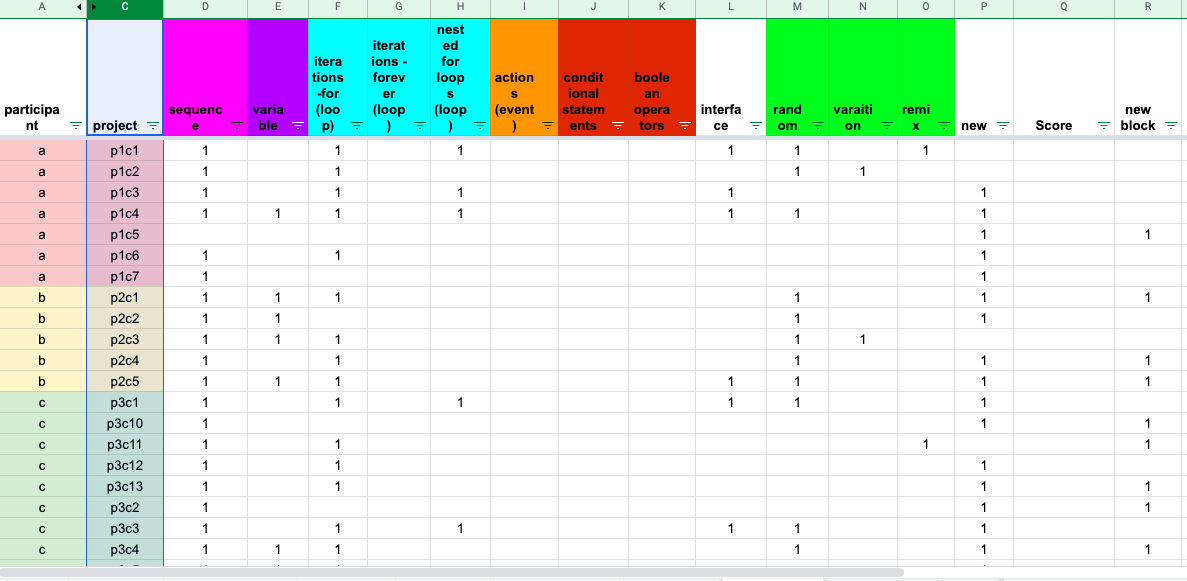 A C D E F G H I J K L M N O P Q R
participant project sequence variable iterations -for (loop) iterations - forever (loop) nested for loops (loop) actions (event) conditional statements boolean operators interface random varaition remix new Score new block
a p1c1 1 1 1 1 1 1
a p1c2 1 1 1 1
a p1c3 1 1 1 1 1
a p1c4 1 1 1 1 1 1 1
a p1c5 1 1
a p1c6 1 1 1
a p1c7 1 1
b p2c1 1 1 1 1 1 1
b p2c2 1 1 1 1
b p2c3 1 1 1 1 1
b p2c4 1 1 1 1 1
b p2c5 1 1 1 1 1 1 1
c p3c1 1 1 1 1 1 1
c p3c10 1 1 1
c p3c11 1 1 1 1
c p3c12 1 1 1
c p3c13 1 1 1 1
c p3c2 1 1 1
c p3c3 1 1 1 1 1 1
c p3c4 1 1 1 1 1 1